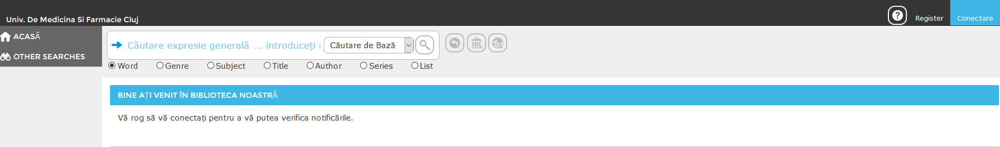 Univ. De Medicina Si Farmacie Cluj
? Register Conectare
ACASĂ
OTHER SEARCHES
Căutare expresie generală ... introduceți a
Căutare de Bază
Word Genre Subject Title Author Series List
BINE AȚI VENIT ÎN BIBLIOTECA NOASTRĂ
Vă rog să vă conectați pentru a vă putea verifica notificările.